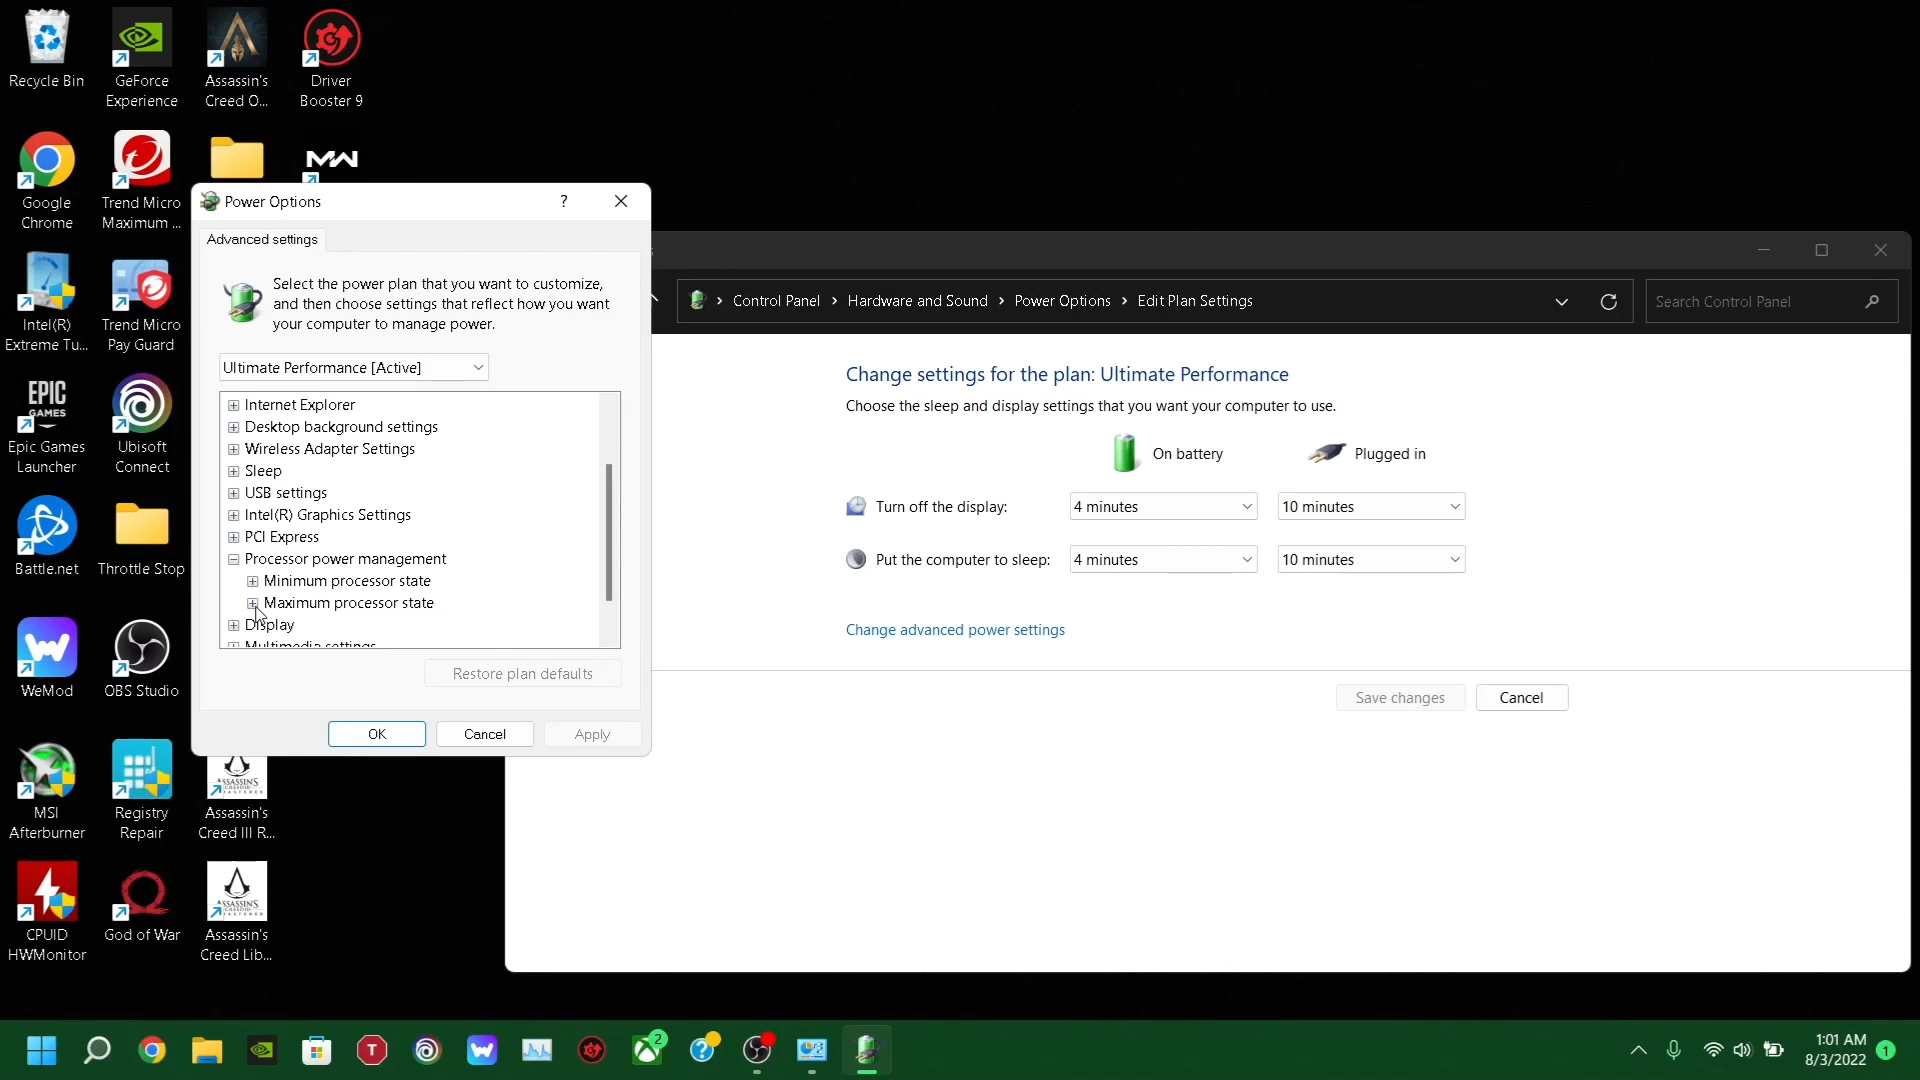 Recycle Bin
GeForce
Experience
Assassin's
Creed O...
Driver
Booster 9
Google
Chrome
Trend Micro
Maximum ...
MW
Intel(R)
Extreme Tu...
Trend Micro
Pay Guard
EPIC
GAMES
Epic Games
Launcher
Ubisoft
Connect
Battle.net
Throttle Stop
WeMod
OBS Studio
MSI
Afterburner
Registry
Repair
ASSASSIN'S
Assassin's
Creed III R...
CPUID
HWMonitor
God of War
ASSASSIN'S
Assassin's
Creed Lib...
Power Options
?
Advanced settings
Select the power plan that you want to customize,
and then choose settings that reflect how you want
your computer to manage power.
Ultimate Performance [Active]
Internet Explorer
Desktop background settings
Wireless Adapter Settings
Sleep
USB settings
Intel(R) Graphics Settings
PCI Express
Processor power management
Minimum processor state
Maximum processor state
Display
Multimedia settings
Restore plan defaults
OK
Cancel
Apply
Control Panel
Hardware and Sound
Power Options
Edit Plan Settings
Search Control Panel
Change settings for the plan: Ultimate Performance
Choose the sleep and display settings that you want your computer to use.
On battery
Plugged in
Turn off the display:
4 minutes
10 minutes
Put the computer to sleep:
4 minutes
10 minutes
Change advanced power settings
Save changes
Cancel
T
2
?
1:01 AM
8/3/2022
1